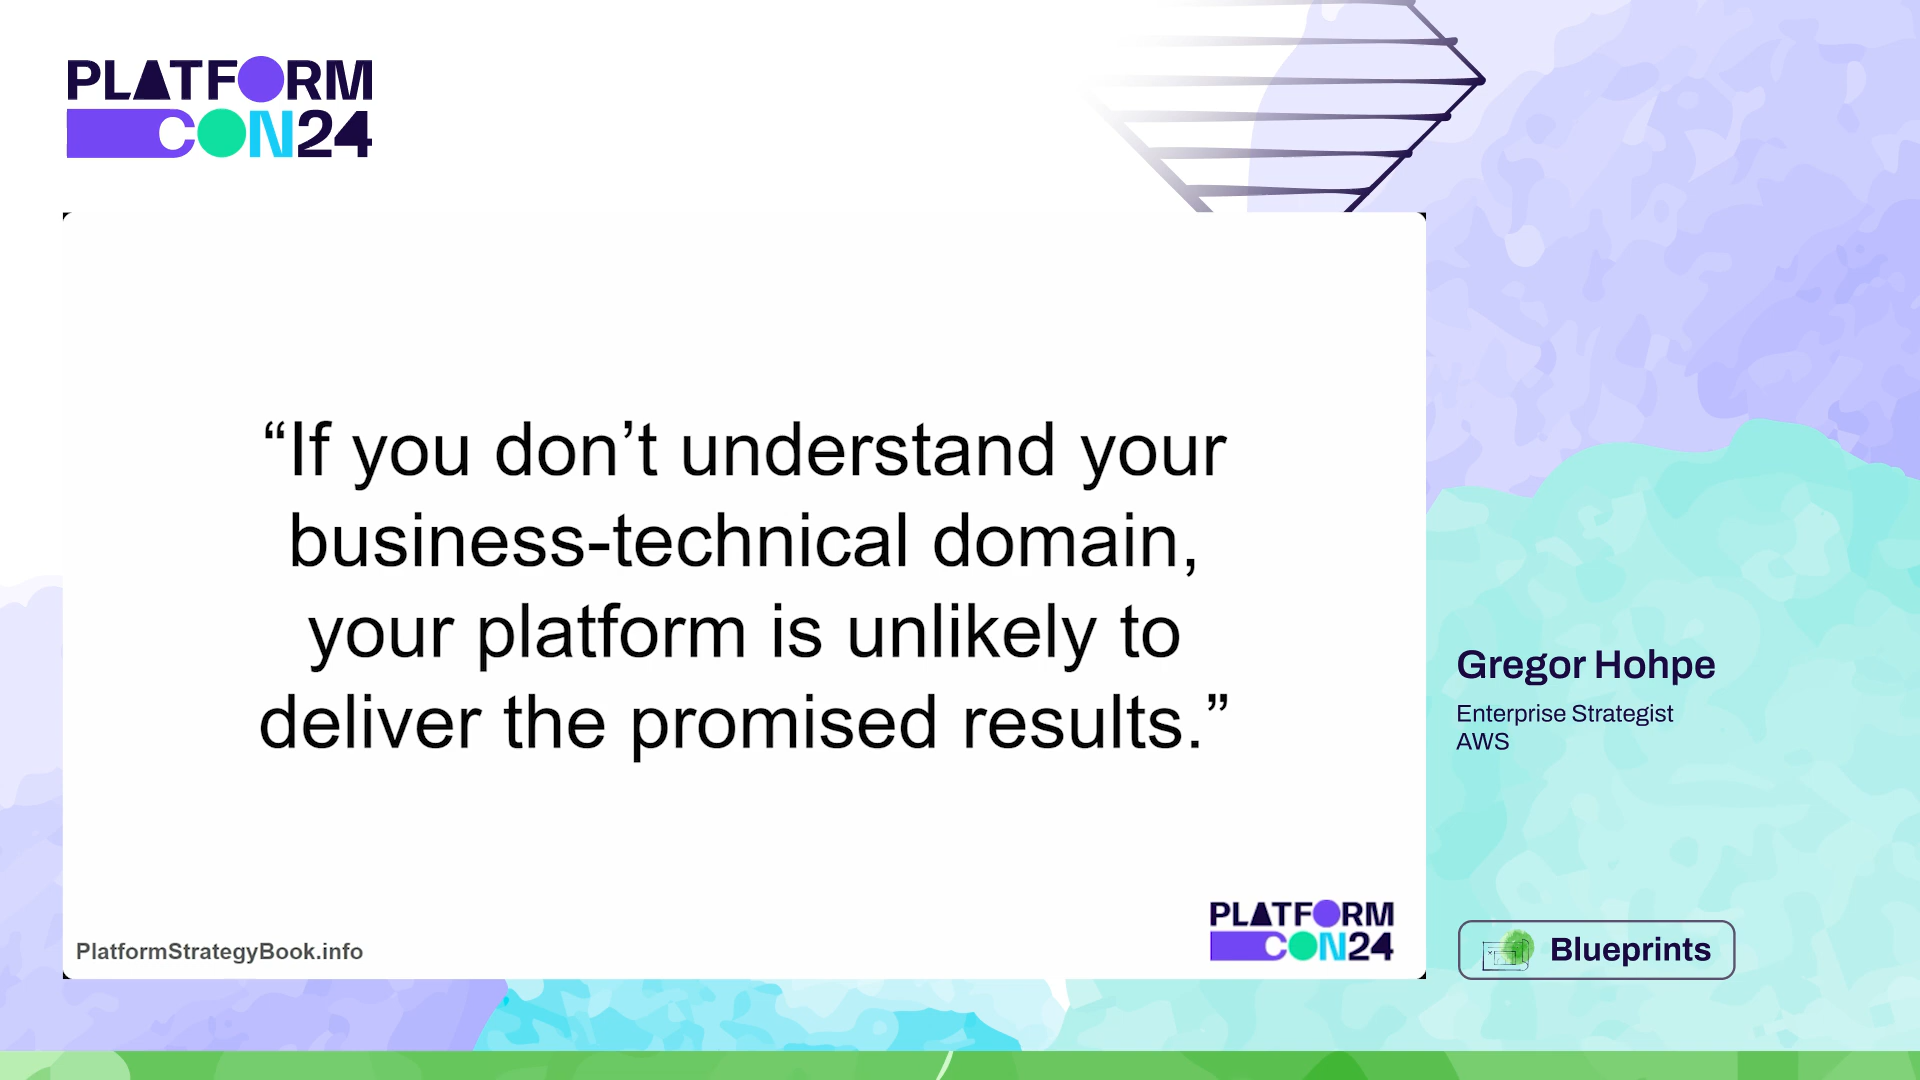 PLATFORM
CON24
“If you don’t understand your
business-technical domain,
your platform is unlikely to
deliver the promised results.”
PlatformStrategyBook.info
PLATFORM
CON24
Gregor Hohpe
Enterprise Strategist
AWS
Blueprints